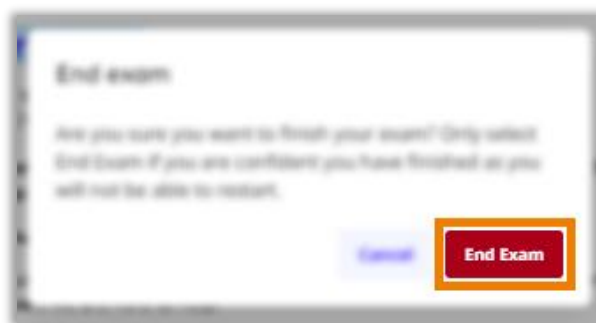 End exam
Are you sure you want to finish your exam? Only select
End Exam if you are confident you have finished as you
will not be able to restart.
Cancel
End Exam